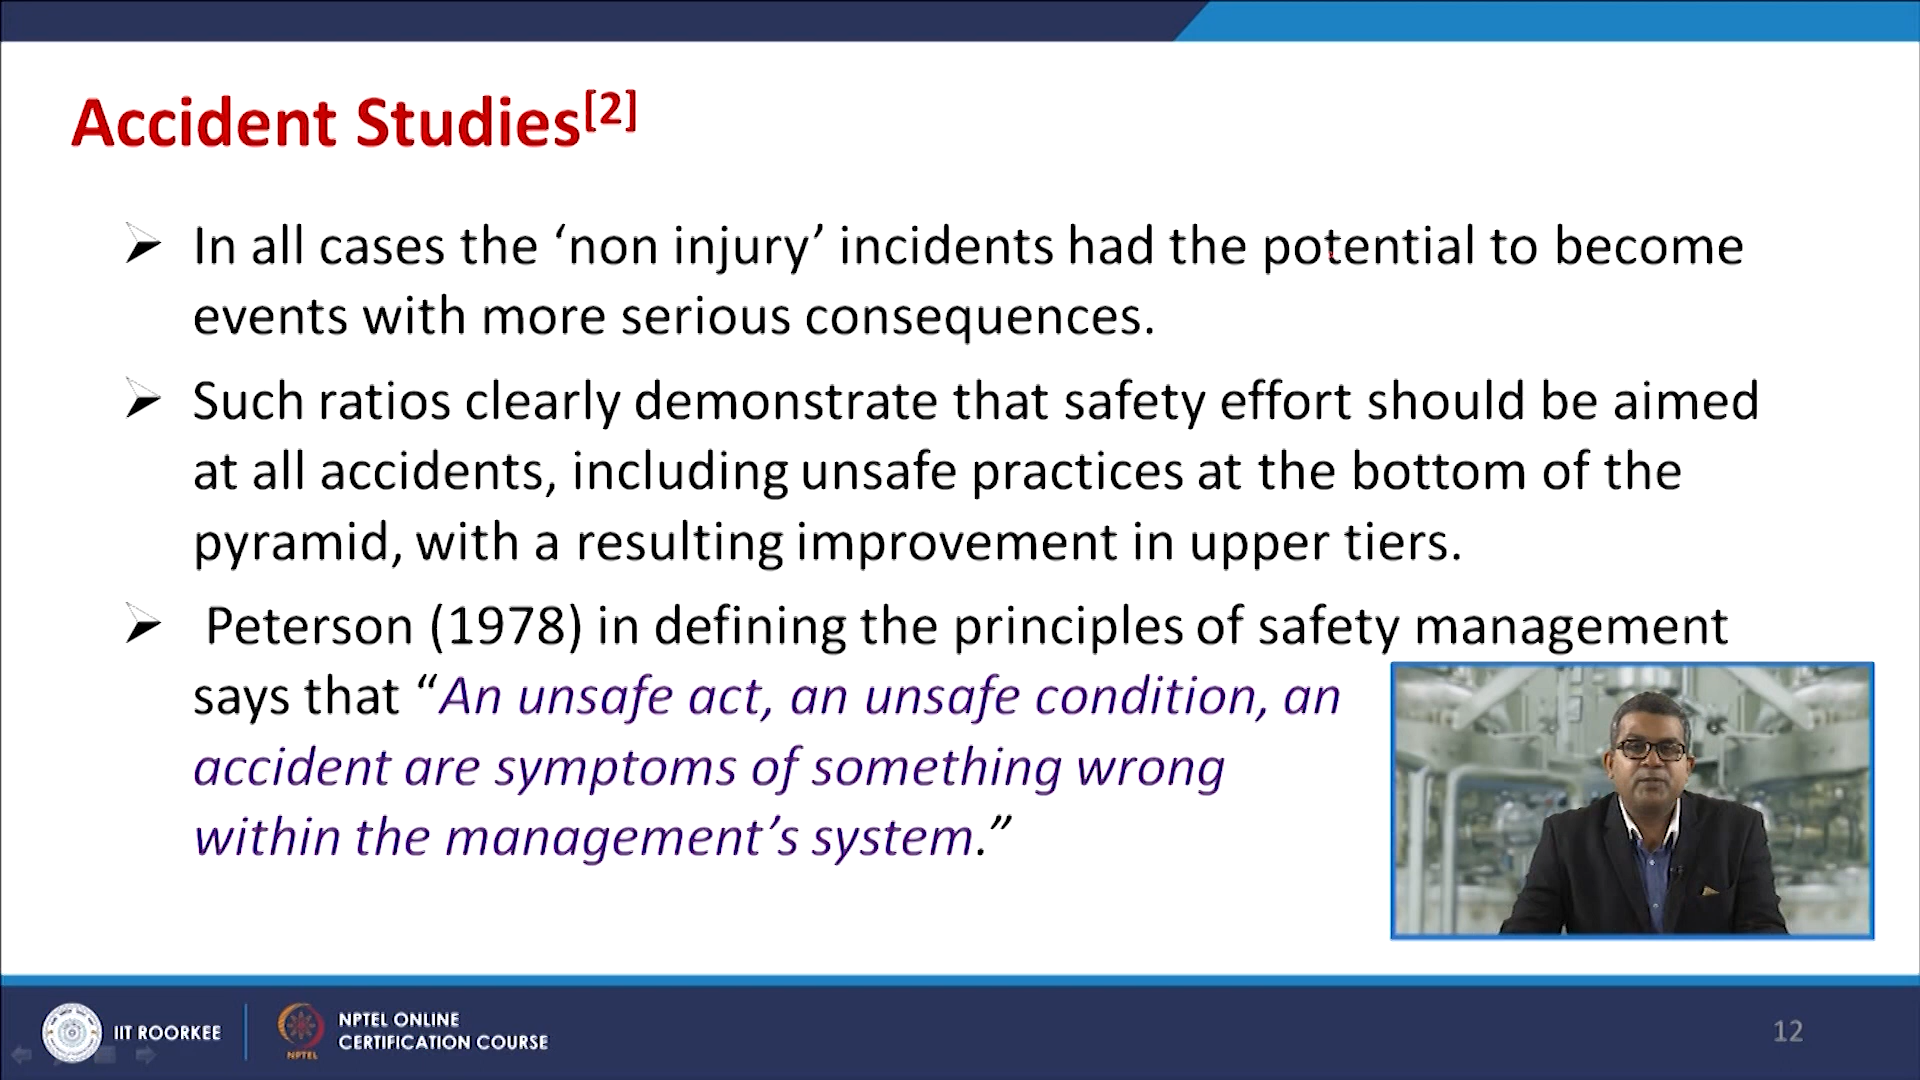 Accident Studies[2]
➢ In all cases the ‘non injury’ incidents had the potential to become
events with more serious consequences.
➢ Such ratios clearly demonstrate that safety effort should be aimed
at all accidents, including unsafe practices at the bottom of the
pyramid, with a resulting improvement in upper tiers.
➢ Peterson (1978) in defining the principles of safety management
says that “An unsafe act, an unsafe condition, an
accident are symptoms of something wrong
within the management’s system.”
IIT ROORKEE
NPTEL
NPTEL ONLINE
CERTIFICATION COURSE
12